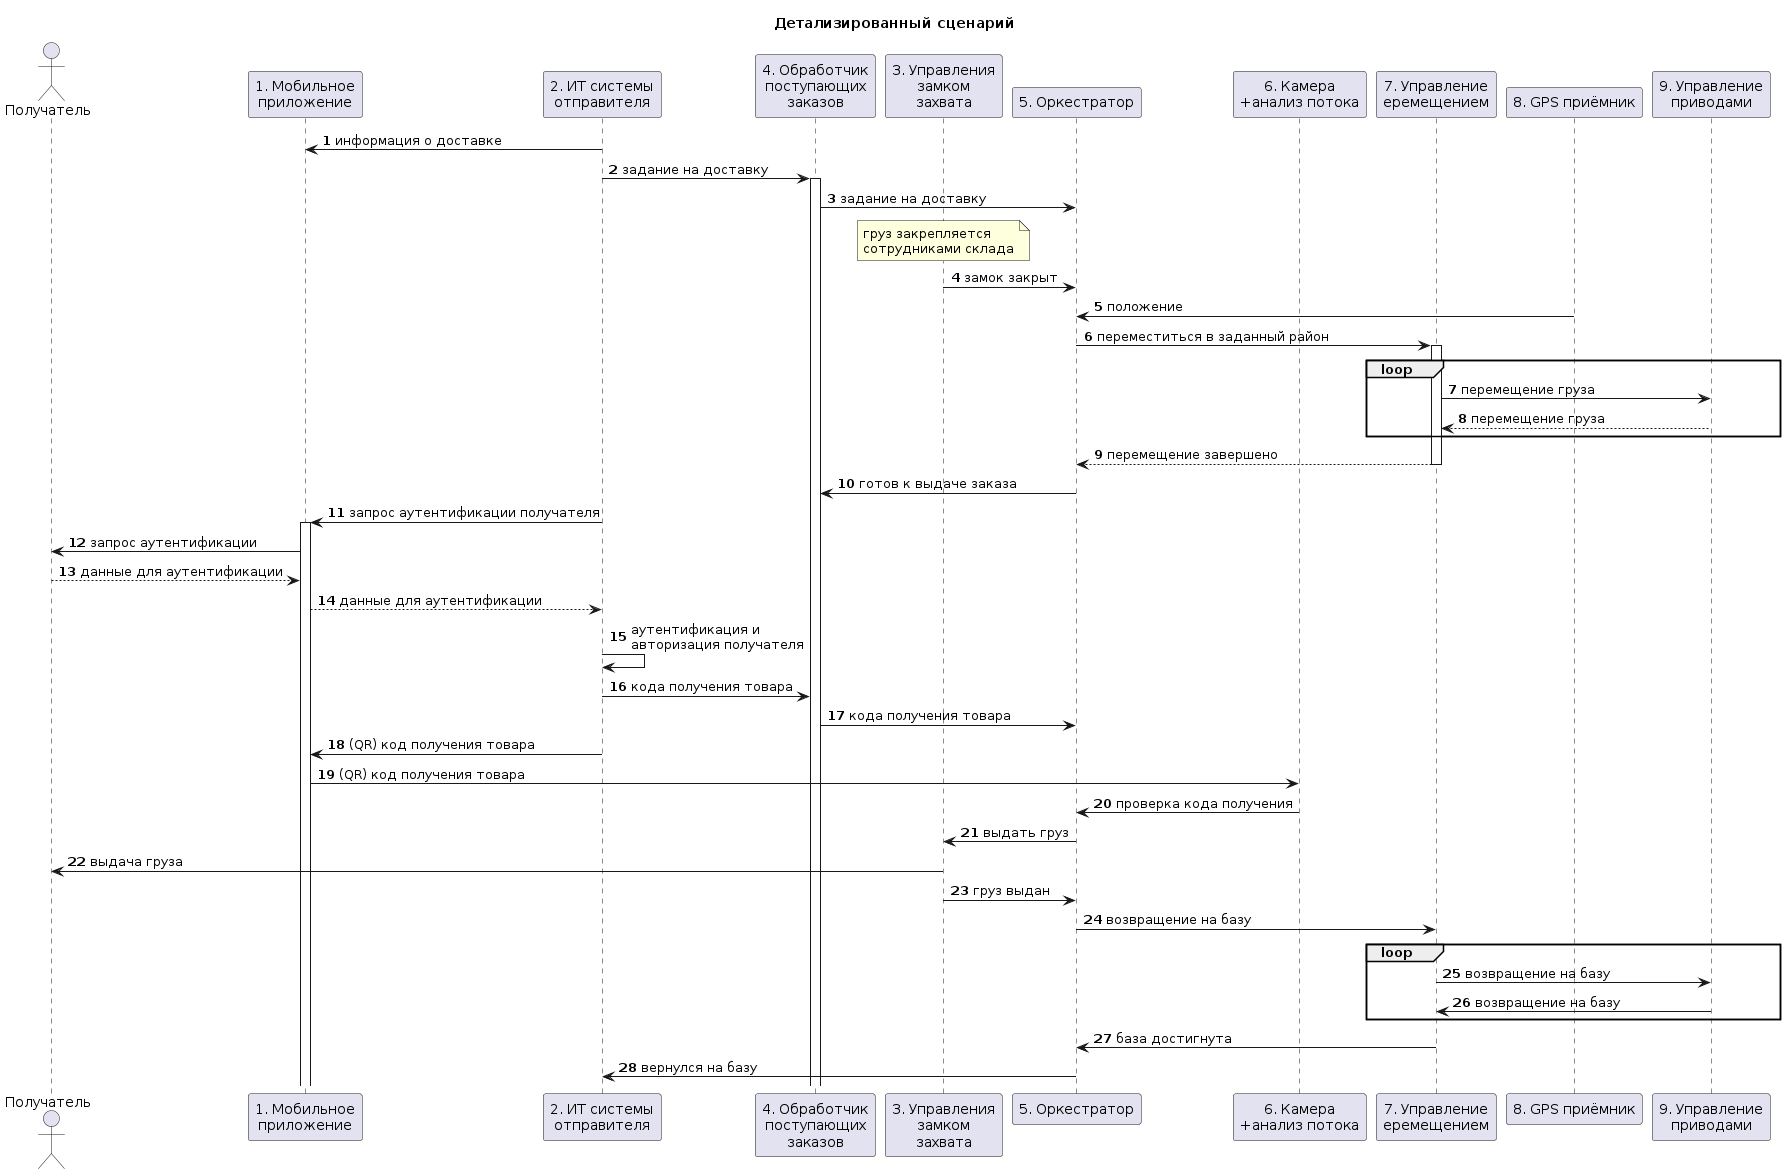 Детализированный сценарий
Получатель
1. Мобильное
приложение
2. ИТ системы
отправителя
4. Обработчик
поступающих
заказов
3. Управления
замком
захвата
5. Оркестратор
6. Камера
+анализ потока
7. Управление
еремещением
8. GPS приёмник
9. Управление
приводами
1 информация о доставке
2 задание на доставку
3 задание на доставку
груз закрепляется
сотрудниками склада
4 замок закрыт
5 положение
6 переместиться в заданный район
loop
7 перемещение груза
8 перемещение груза
9 перемещение завершено
10 готов к выдаче заказа
11 запрос аутентификации получателя
12 запрос аутентификации
13 данные для аутентификации
14 данные для аутентификации
15 аутентификация и
авторизация получателя
16 кода получения товара
17 кода получения товара
18 (QR) код получения товара
19 (QR) код получения товара
20 проверка кода получения
21 выдать груз
22 выдача груза
23 груз выдан
24 возвращение на базу
loop
25 возвращение на базу
26 возвращение на базу
27 база достигнута
28 вернулся на базу
Получатель
1. Мобильное
приложение
2. ИТ системы
отправителя
4. Обработчик
поступающих
заказов
3. Управления
замком
захвата
5. Оркестратор
6. Камера
+анализ потока
7. Управление
еремещением
8. GPS приёмник
9. Управление
приводами